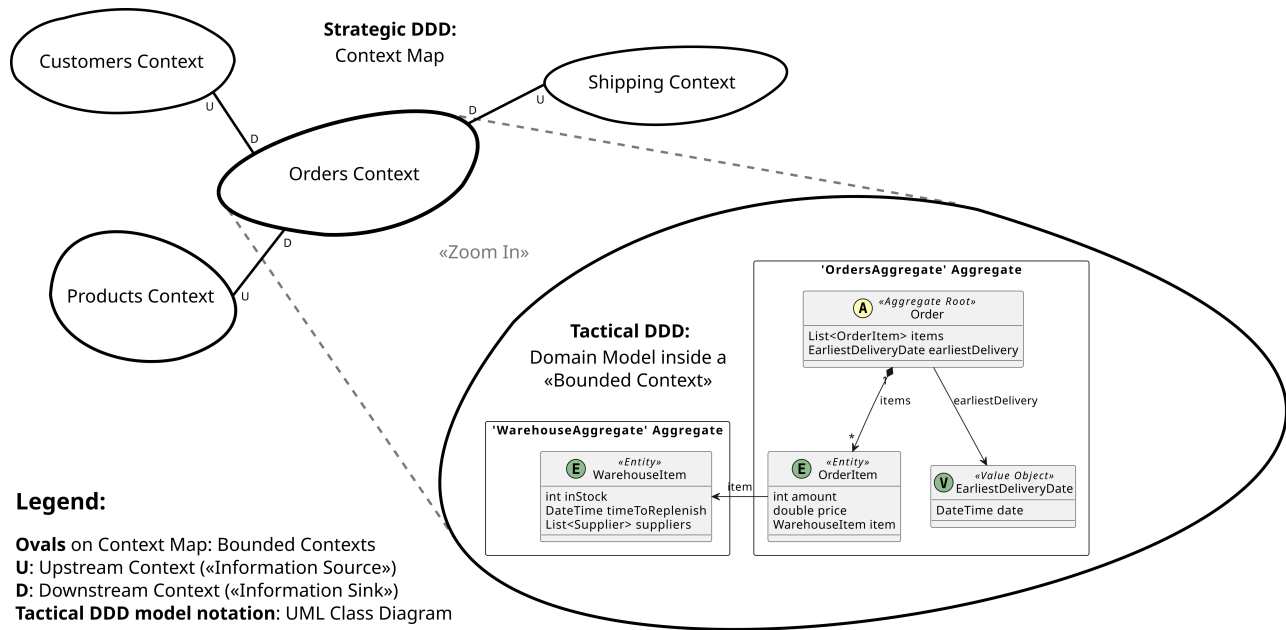 Strategic DDD:
Context Map
Customers Context
U
D
Shipping Context
D
U
Orders Context
D
U
Products Context
«Zoom In»
Tactical DDD:
Domain Model inside a
«Bounded Context»
'OrdersAggregate' Aggregate
A
«Aggregate Root»
Order
List<OrderItem> items
EarliestDeliveryDate earliestDelivery
1
items
*
earliestDelivery
'WarehouseAggregate' Aggregate
E
«Entity»
WarehouseItem
int inStock
DateTime timeToReplenish
List<Supplier> suppliers
item
E
«Entity»
OrderItem
int amount
double price
WarehouseItem item
V
«Value Object»
EarliestDeliveryDate
DateTime date
Legend:
Ovals on Context Map: Bounded Contexts
U: Upstream Context («Information Source»)
D: Downstream Context («Information Sink»)
Tactical DDD model notation: UML Class Diagram